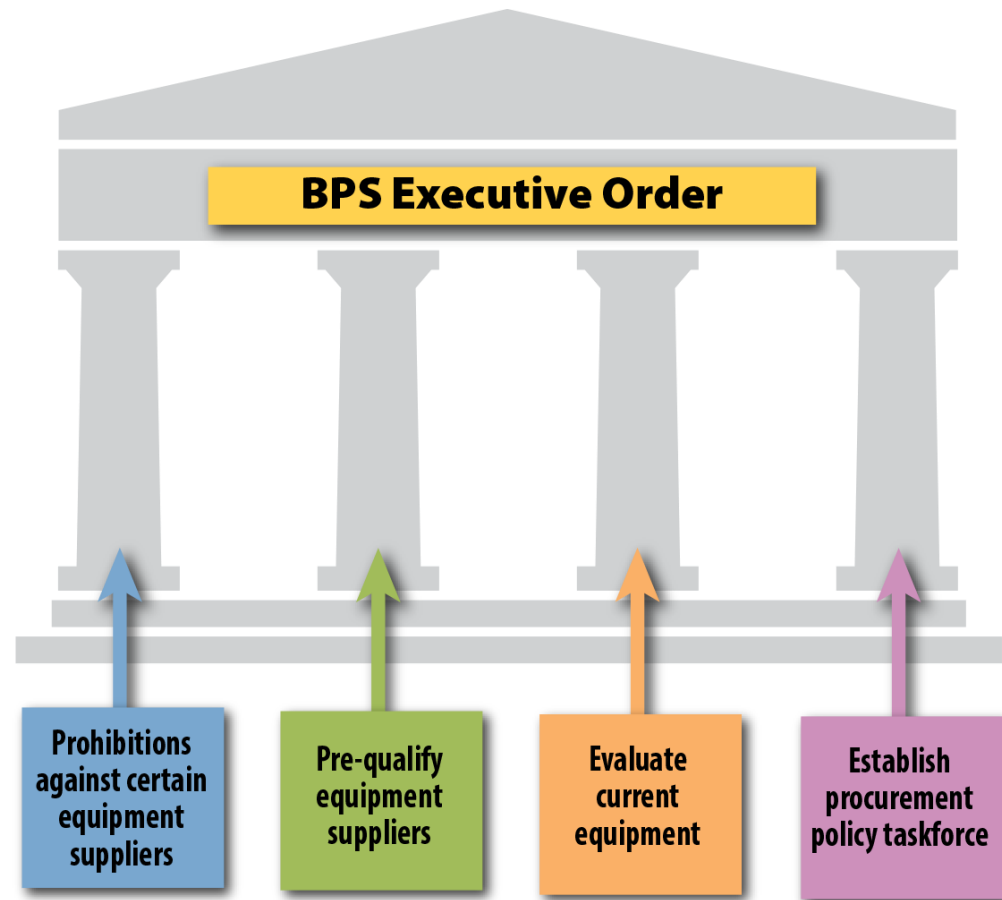 BPS Executive Order
Prohibitions
against certain
equipment
suppliers
Pre-qualify
equipment
suppliers
Evaluate
current
equipment
Establish
procurement
policy taskforce